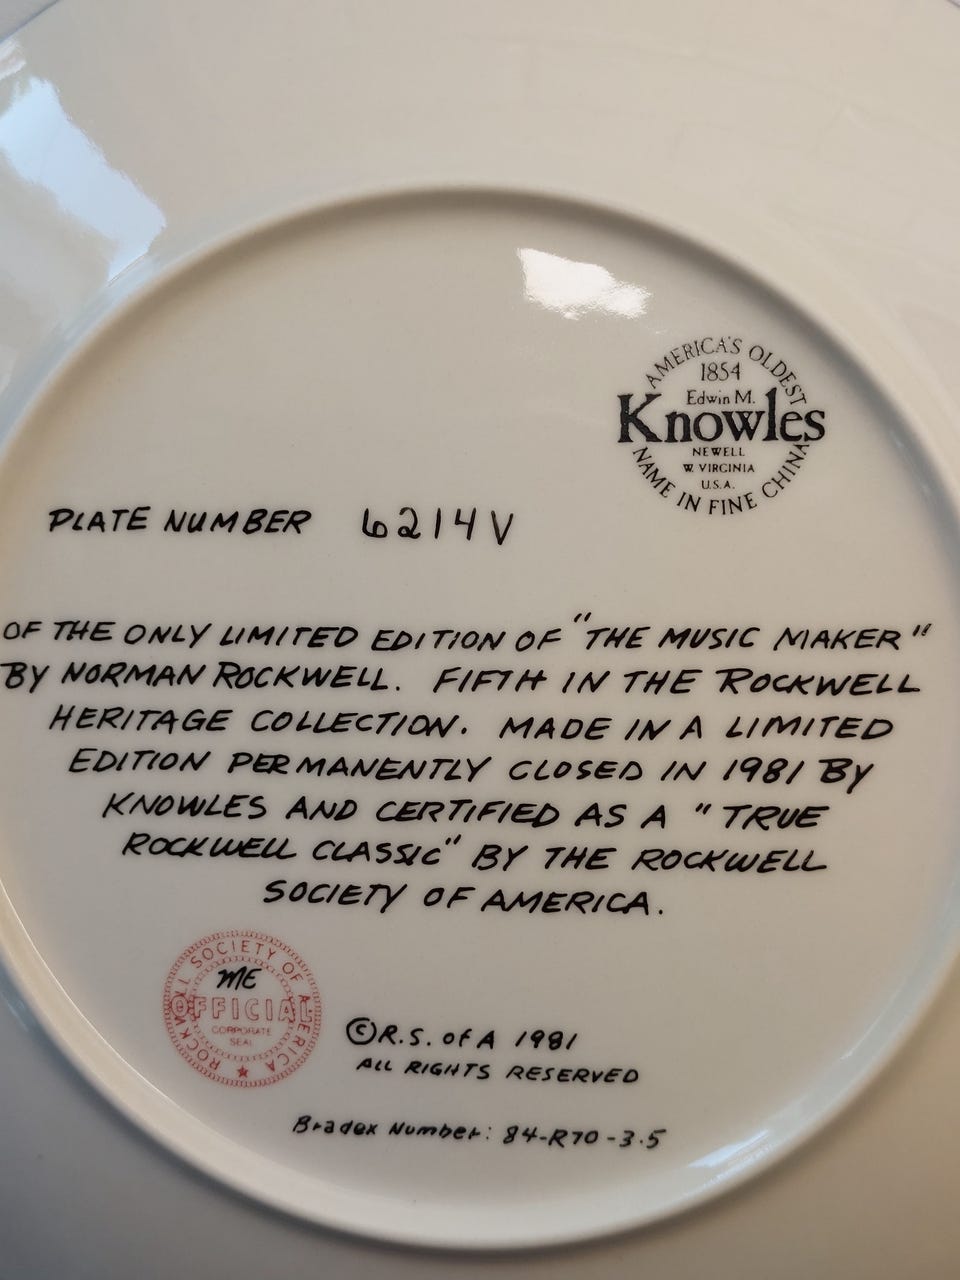 AMERICA'S OLDEST
1854
Edwin M.
Knowles
NEWELL
W. VIRGINIA
U.S.A.
NAME IN FINE CHINA
PLATE NUMBER 6214V
OF THE ONLY LIMITED EDITION OF "THE MUSIC MAKER"
BY NORMAN ROCKWELL. FIFTH IN THE ROCKWELL
HERITAGE COLLECTION. MADE IN A LIMITED
EDITION PERMANENTLY CLOSED IN 1981 BY
KNOWLES AND CERTIFIED AS A "TRUE
ROCKWELL CLASSIC" BY THE ROCKWELL
SOCIETY OF AMERICA.
ROCKWELL SOCIETY OF AMERICA
ME
OFFICIAL
CORPORATE
SEAL
©R.S. of A 1981
ALL RIGHTS RESERVED
Bradex Number: 84-R70-3.5